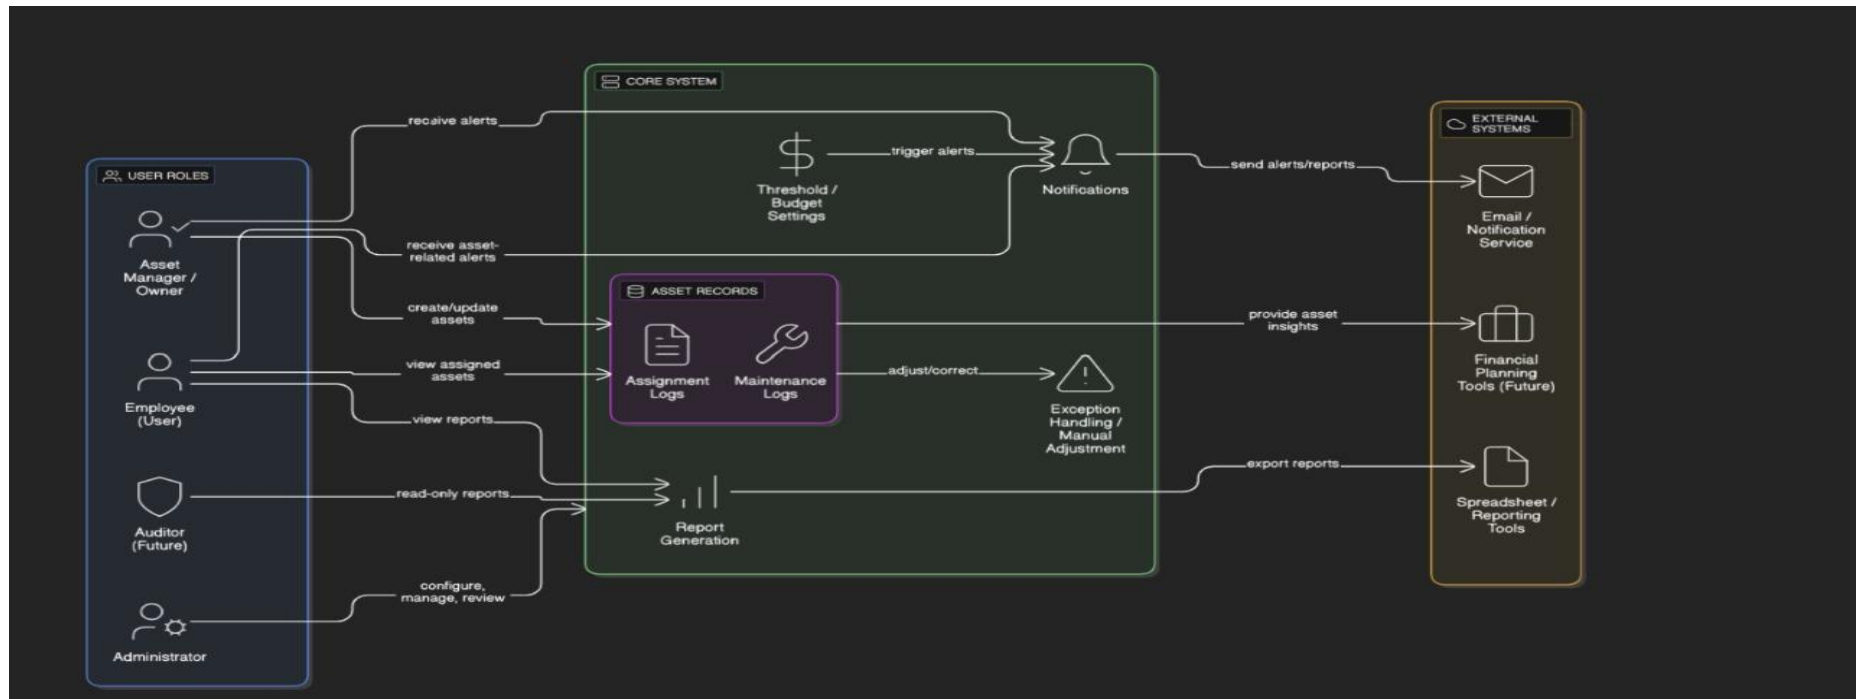 USER ROLES
Asset
Manager /
Owner
Employee
(User)
Auditor
(Future)
Administrator
receive alerts
receive asset-
related alerts
create/update
assets
view assigned
assets
view reports
read-only reports
configure,
manage, review
CORE SYSTEM
Threshold /
Budget
Settings
trigger alerts
Notifications
ASSET RECORDS
Assignment
Logs
Maintenance
Logs
adjust/correct
Exception
Handling /
Manual
Adjustment
Report
Generation
send alerts/reports
provide asset
insights
export reports
EXTERNAL
SYSTEMS
Email /
Notification
Service
Financial
Planning
Tools (Future)
Spreadsheet /
Reporting
Tools